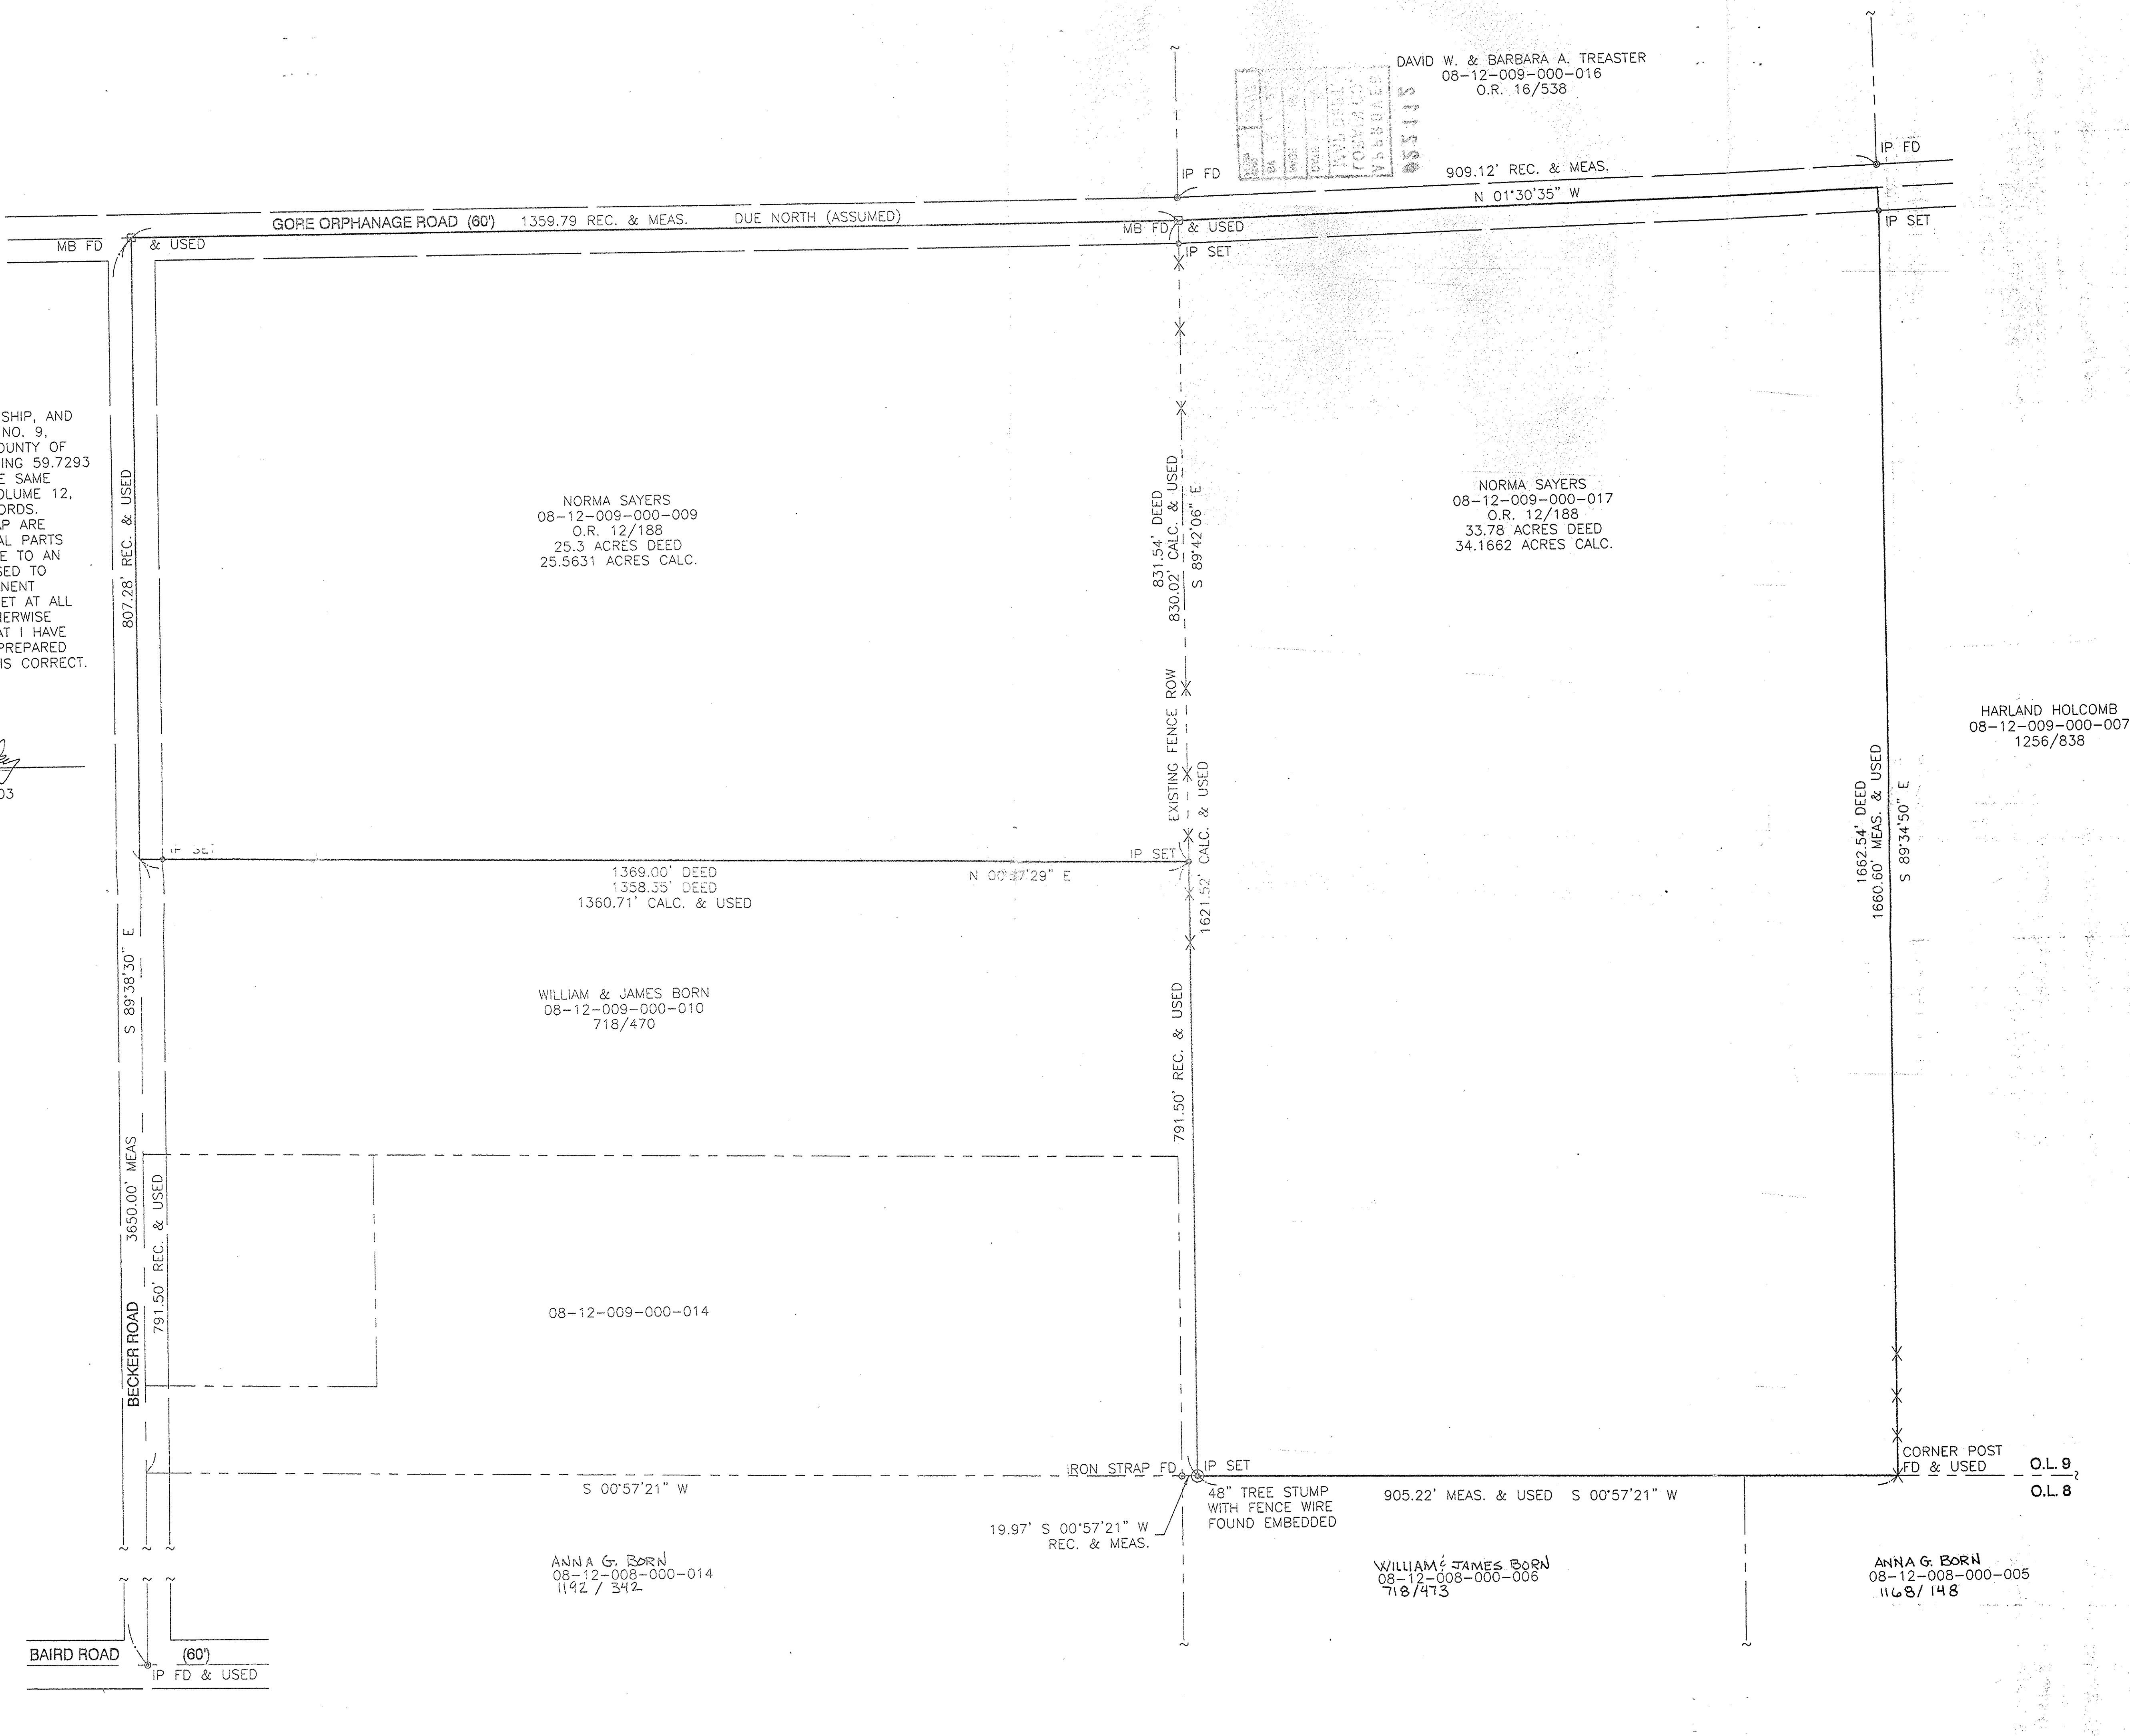 DAVID W. & BARBARA A. TREASTER
08-12-009-000-016
O.R. 16/538
APPROVED
LORAIN CO.
IP FD
909.12' REC. & MEAS.
IP FD
N 01°30'35" W
GORE ORPHANAGE ROAD (60')
1359.79 REC. & MEAS.
DUE NORTH (ASSUMED)
MB FD & USED
MB FD & USED
IP SET
IP SET
SHIP, AND
NO. 9,
OUNTY OF
ING 59.7293
E SAME
OLUME 12,
ORDS.
AP ARE
AL PARTS
E TO AN
SED TO
NENT
ET AT ALL
HERWISE
AT I HAVE
PREPARED
IS CORRECT.
03
807.28' REC. & USED
NORMA SAYERS
08-12-009-000-009
O.R. 12/188
25.3 ACRES DEED
25.5631 ACRES CALC.
831.54' DEED
830.02' CALC. & USED
S 89°42'06" E
NORMA SAYERS
08-12-009-000-017
O.R. 12/188
33.78 ACRES DEED
34.1662 ACRES CALC.
EXISTING FENCE ROW
1621.52' CALC. & USED
1662.54' DEED
1660.60' MEAS. & USED
S 89°34'50" E
HARLAND HOLCOMB
08-12-009-000-007
1256/838
IP SET
IP SET
1369.00' DEED
1358.35' DEED
1360.71' CALC. & USED
N 00°57'29" E
S 89°38'30" E
WILLIAM & JAMES BORN
08-12-009-000-010
718/470
791.50' REC. & USED
3650.00' MEAS
791.50' REC. & USED
BECKER ROAD
08-12-009-000-014
IRON STRAP FD
IP SET
CORNER POST
FD & USED
O.L. 9
O.L. 8
S 00°57'21" W
48" TREE STUMP
WITH FENCE WIRE
FOUND EMBEDDED
905.22' MEAS. & USED S 00°57'21" W
19.97' S 00°57'21" W
REC. & MEAS.
ANNA G. BORN
08-12-008-000-014
1192 / 342
WILLIAM & JAMES BORN
08-12-008-000-006
718/473
ANNA G. BORN
08-12-008-000-005
1168/148
BAIRD ROAD (60')
IP FD & USED